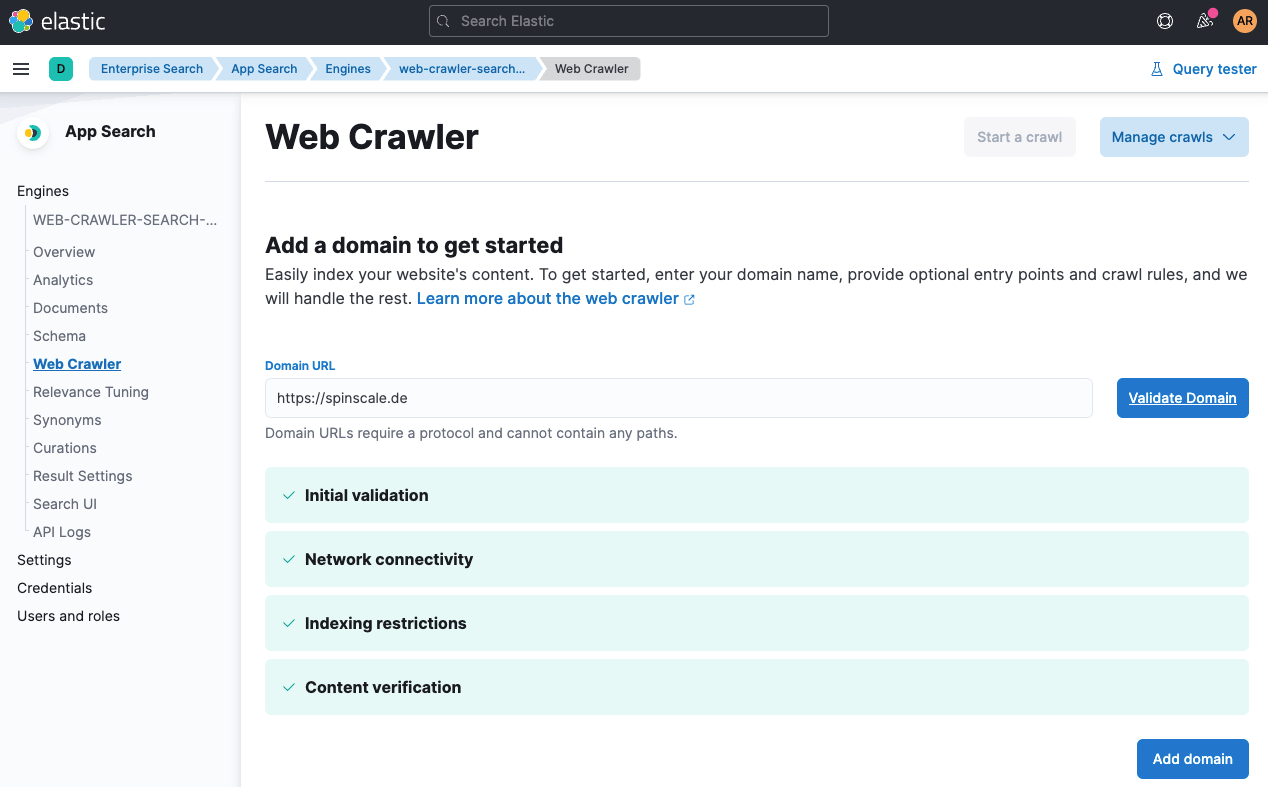 elastic
Search Elastic
AR
D
Enterprise Search
App Search
Engines
web-crawler-search...
Web Crawler
Query tester
App Search
Engines
WEB-CRAWLER-SEARCH-...
Overview
Analytics
Documents
Schema
Web Crawler
Relevance Tuning
Synonyms
Curations
Result Settings
Search UI
API Logs
Settings
Credentials
Users and roles
Web Crawler
Start a crawl
Manage crawls
Add a domain to get started
Easily index your website's content. To get started, enter your domain name, provide optional entry points and crawl rules, and we
will handle the rest. Learn more about the web crawler
Domain URL
https://spinscale.de
Validate Domain
Domain URLs require a protocol and cannot contain any paths.
Initial validation
Network connectivity
Indexing restrictions
Content verification
Add domain